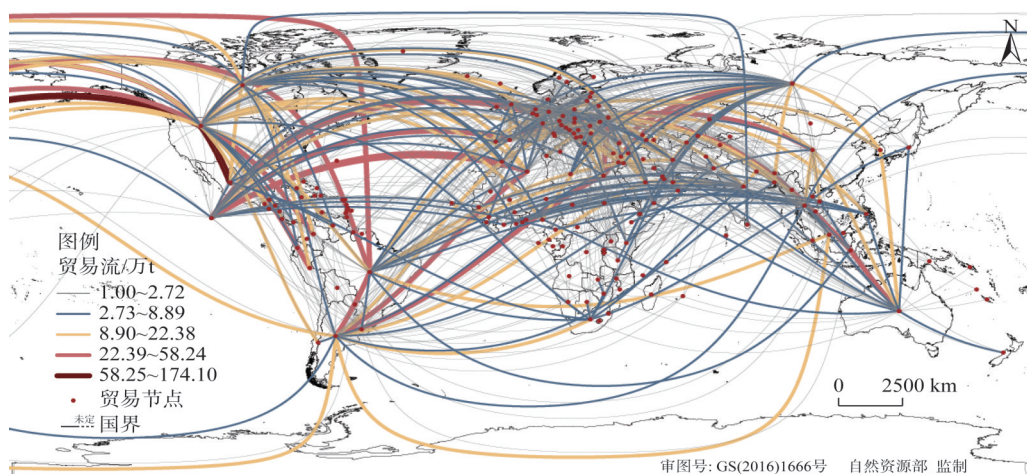 N
图例
贸易流/万t
1.00~2.72
2.73~8.89
8.90~22.38
22.39~58.24
58.25~174.10
贸易节点
未定 国界
0 2500 km
审图号: GS(2016)1666号 自然资源部 监制